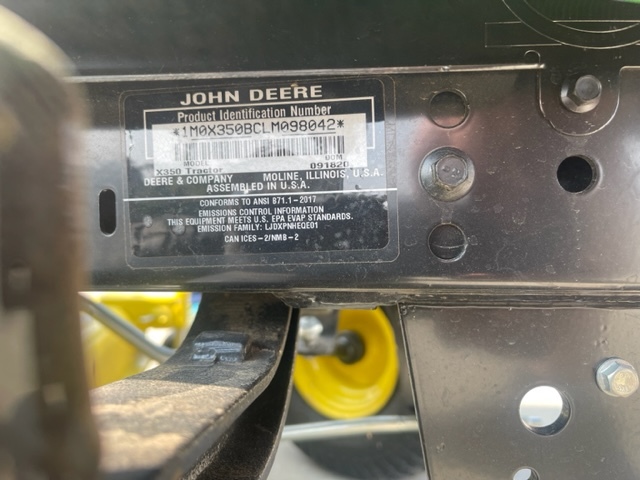 JOHN DEERE
Product Identification Number
*1M0X350BCLM098042*
MODEL DOM
X350 Tractor 091820
DEERE & COMPANY MOLINE, ILLINOIS, U.S.A.
ASSEMBLED IN U.S.A.
CONFORMS TO ANSI B71.1-2017
EMISSIONS CONTROL INFORMATION
THIS EQUIPMENT MEETS U.S. EPA EVAP STANDARDS.
EMISSION FAMILY: LJDXPNHEQE01
CAN ICES-2/NMB-2